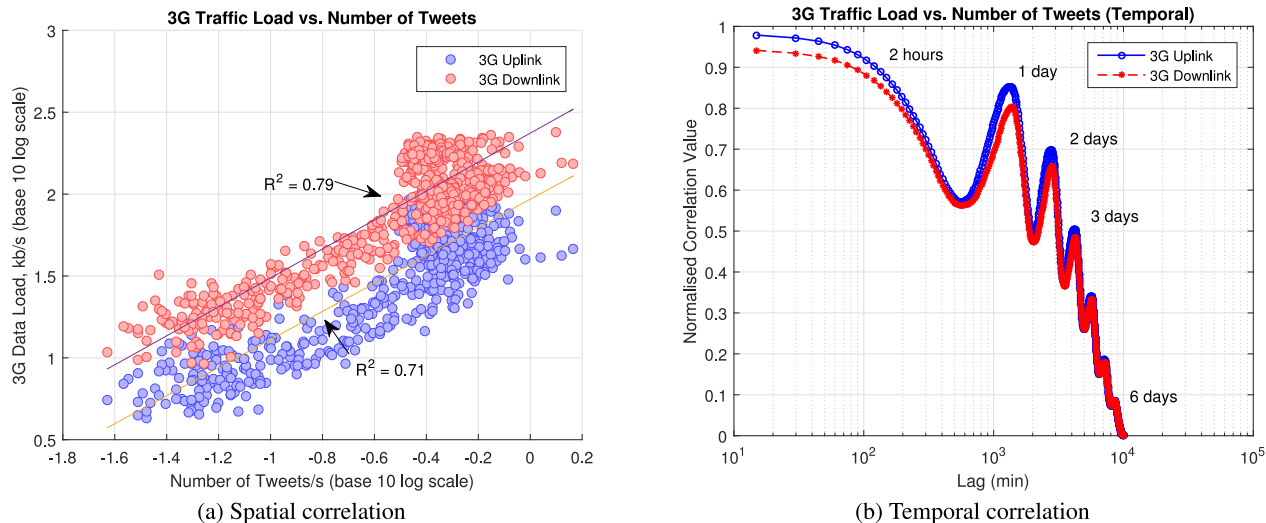 3G Traffic Load vs. Number of Tweets
3
2.5
2
1.5
1
0.5
3G Data Load, kb/s (base 10 log scale)
3G Uplink
3G Downlink
R² = 0.79
R² = 0.71
-1.8 -1.6 -1.4 -1.2 -1 -0.8 -0.6 -0.4 -0.2 0 0.2
Number of Tweets/s (base 10 log scale)
(a) Spatial correlation
3G Traffic Load vs. Number of Tweets (Temporal)
1
0.9
0.8
0.7
0.6
0.5
0.4
0.3
0.2
0.1
0
Normalised Correlation Value
3G Uplink
3G Downlink
2 hours
1 day
2 days
3 days
6 days
10¹ 10² 10³ 10⁴ 10⁵
Lag (min)
(b) Temporal correlation